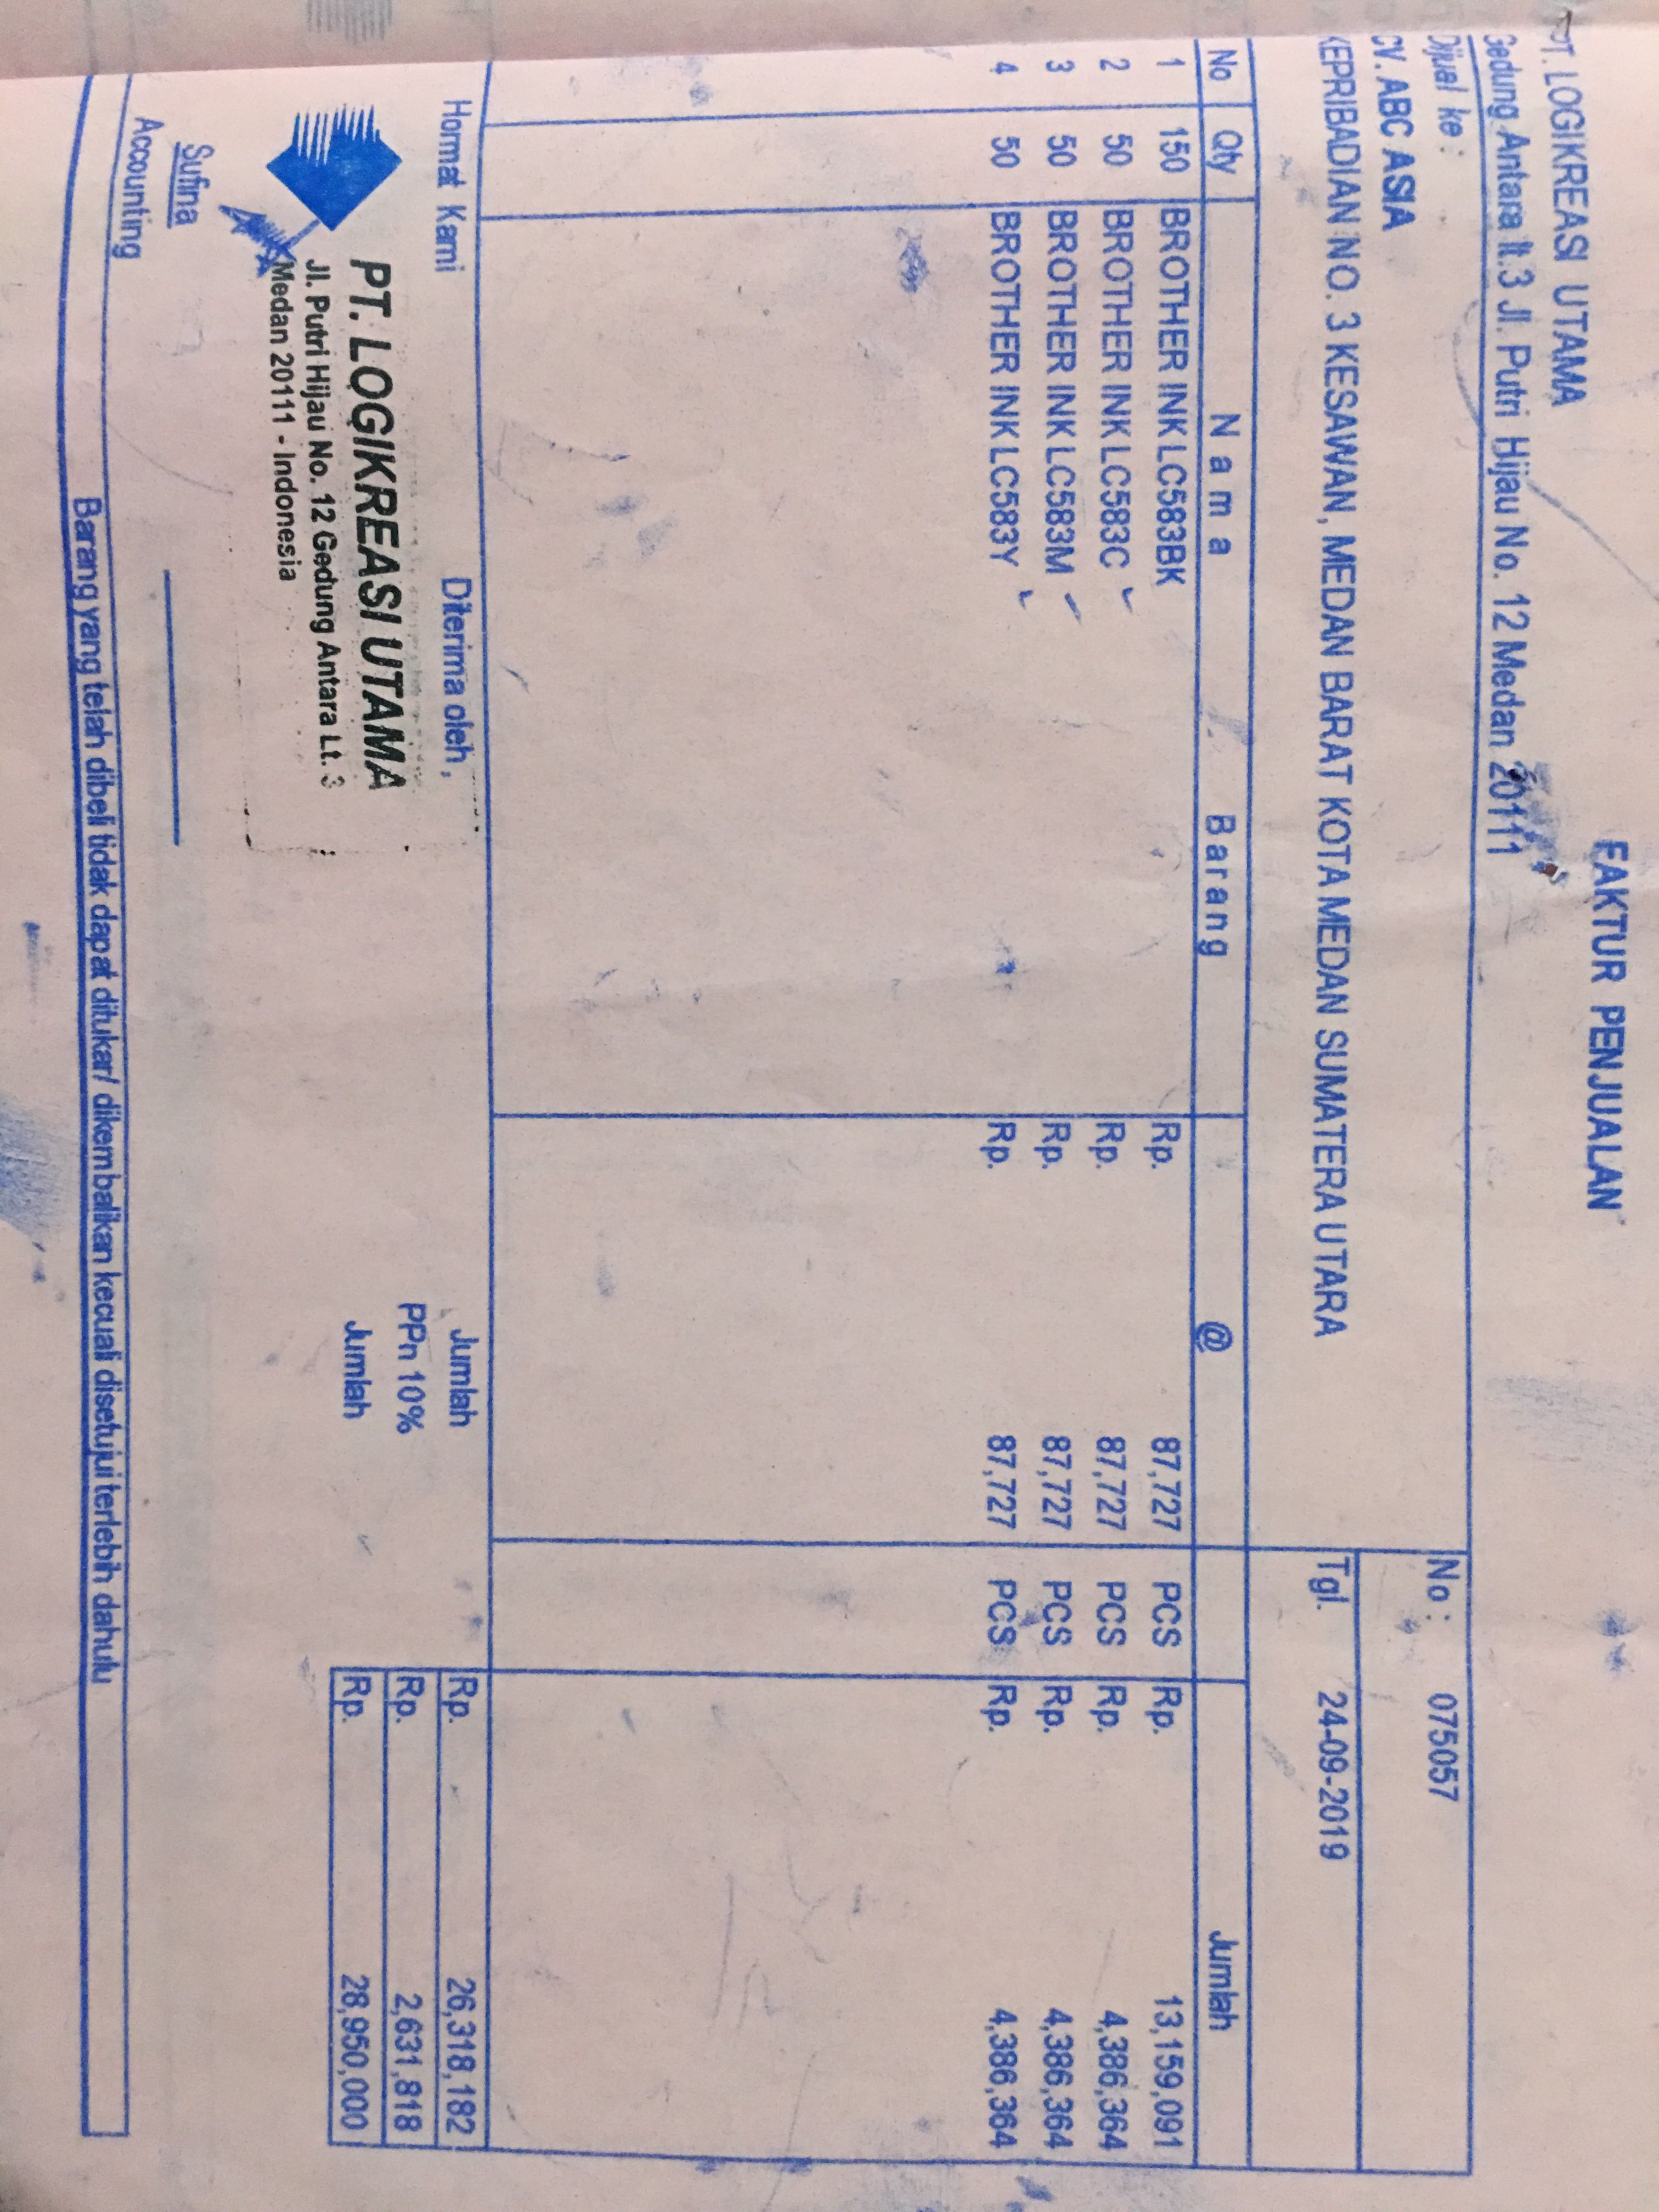 FAKTUR PENJUALAN
PT. LOGIKREASI UTAMA
Gedung Antara lt.3 Jl. Putri Hijau No. 12 Medan 20111
Dijual ke :
No : 075057
CV. ABC ASIA
KEPRIBADIAN NO. 3 KESAWAN, MEDAN BARAT KOTA MEDAN SUMATERA UTARA
Tgl. 24-09-2019
No Qty Nama Barang @ Jumlah
1 150 BROTHER INK LC583BK Rp. 87,727 PCS Rp. 13,159,091
2 50 BROTHER INK LC583C Rp. 87,727 PCS Rp. 4,386,364
3 50 BROTHER INK LC583M Rp. 87,727 PCS Rp. 4,386,364
4 50 BROTHER INK LC583Y Rp. 87,727 PCS Rp. 4,386,364
Hormat Kami Diterima oleh, Jumlah Rp. 26,318,182
PPn 10% Rp. 2,631,818
Jumlah Rp. 28,950,000
PT. LOGIKREASI UTAMA
Jl. Putri Hijau No. 12 Gedung Antara Lt. 3
Medan 20111 - Indonesia
Sufina
Accounting
Barang yang telah dibeli tidak dapat ditukar/ dikembalikan kecuali disetujui terlebih dahulu